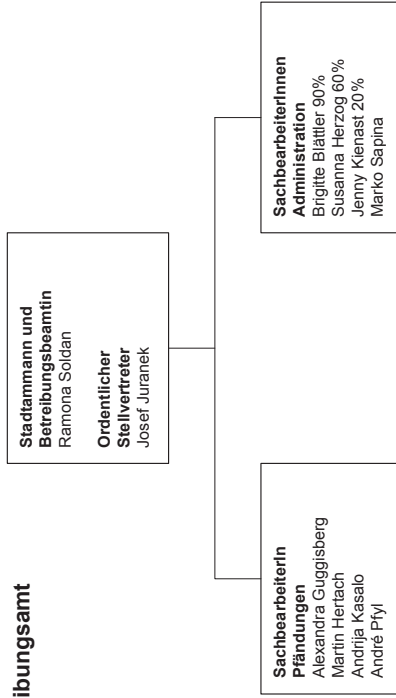 ibungsamt
Stadtammann und
Betreibungsbeamtin
Ramona Soldan
Ordentlicher
Stellvertreter
Josef Juranek
SachbearbeiterIn
Pfändungen
Alexandra Guggisberg
Martin Hertach
Andrija Kasalo
André Pfyl
SachbearbeiterInnen
Administration
Brigitte Blättler 90%
Susanna Herzog 60%
Jenny Kienast 20%
Marko Sapina